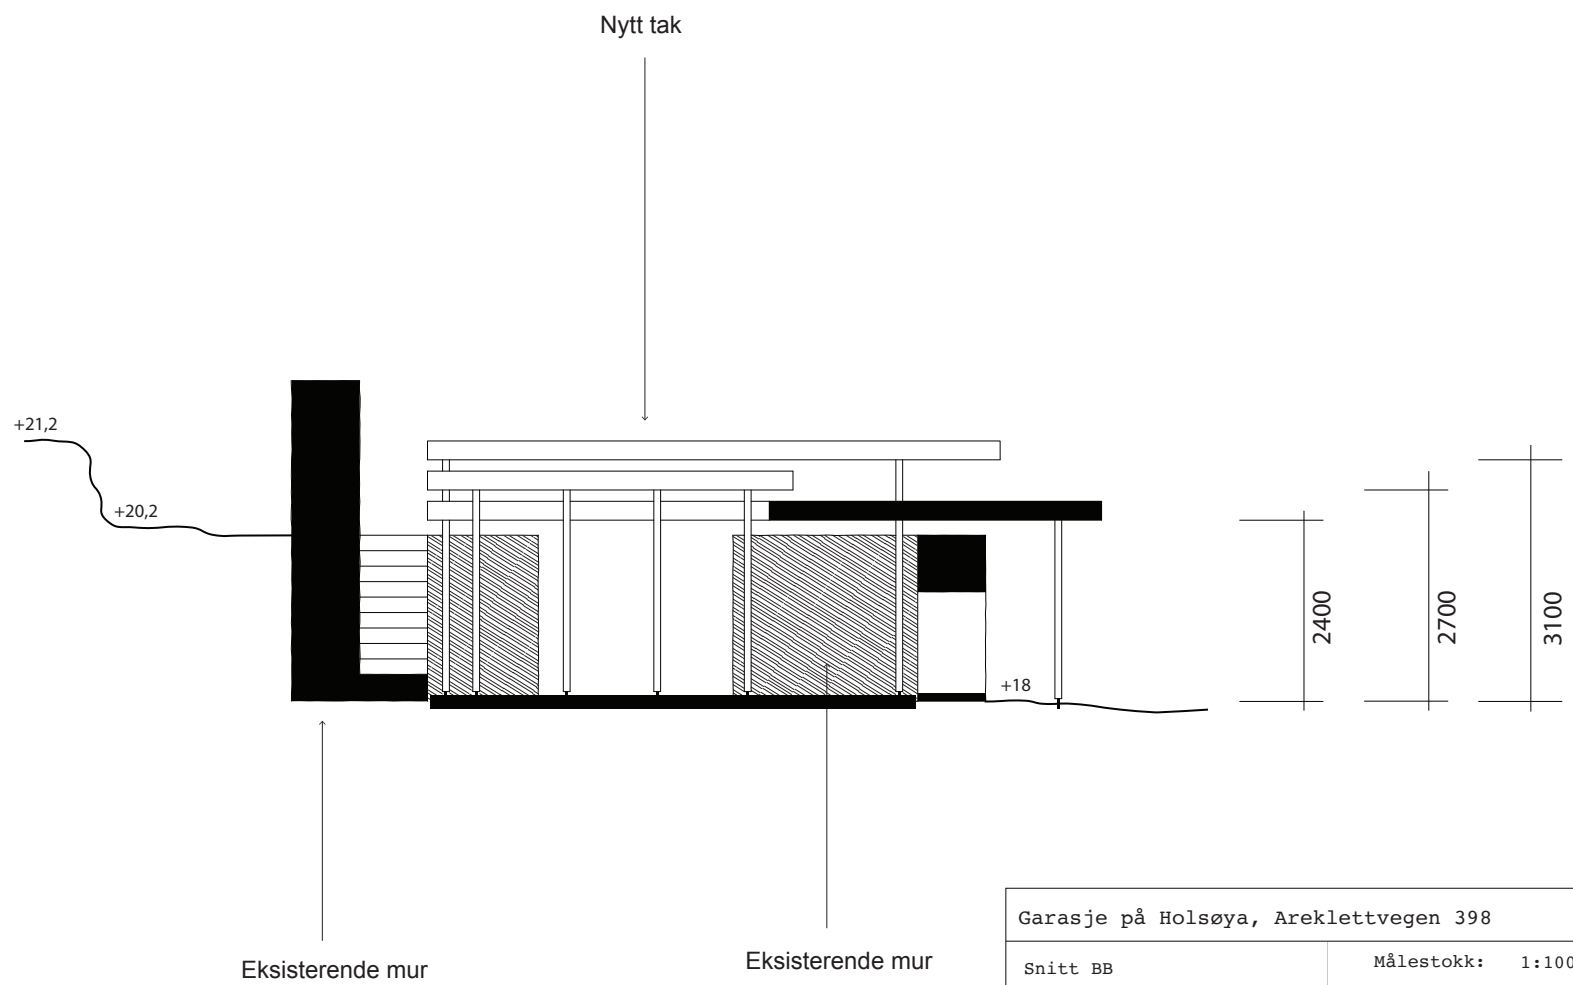 Nytt tak
+21,2
+20,2
+18
2400
2700
3100
Eksisterende mur
Eksisterende mur
Garasje på Holsøya, Areklettvegen 398
Snitt BB
Målestokk: 1:100